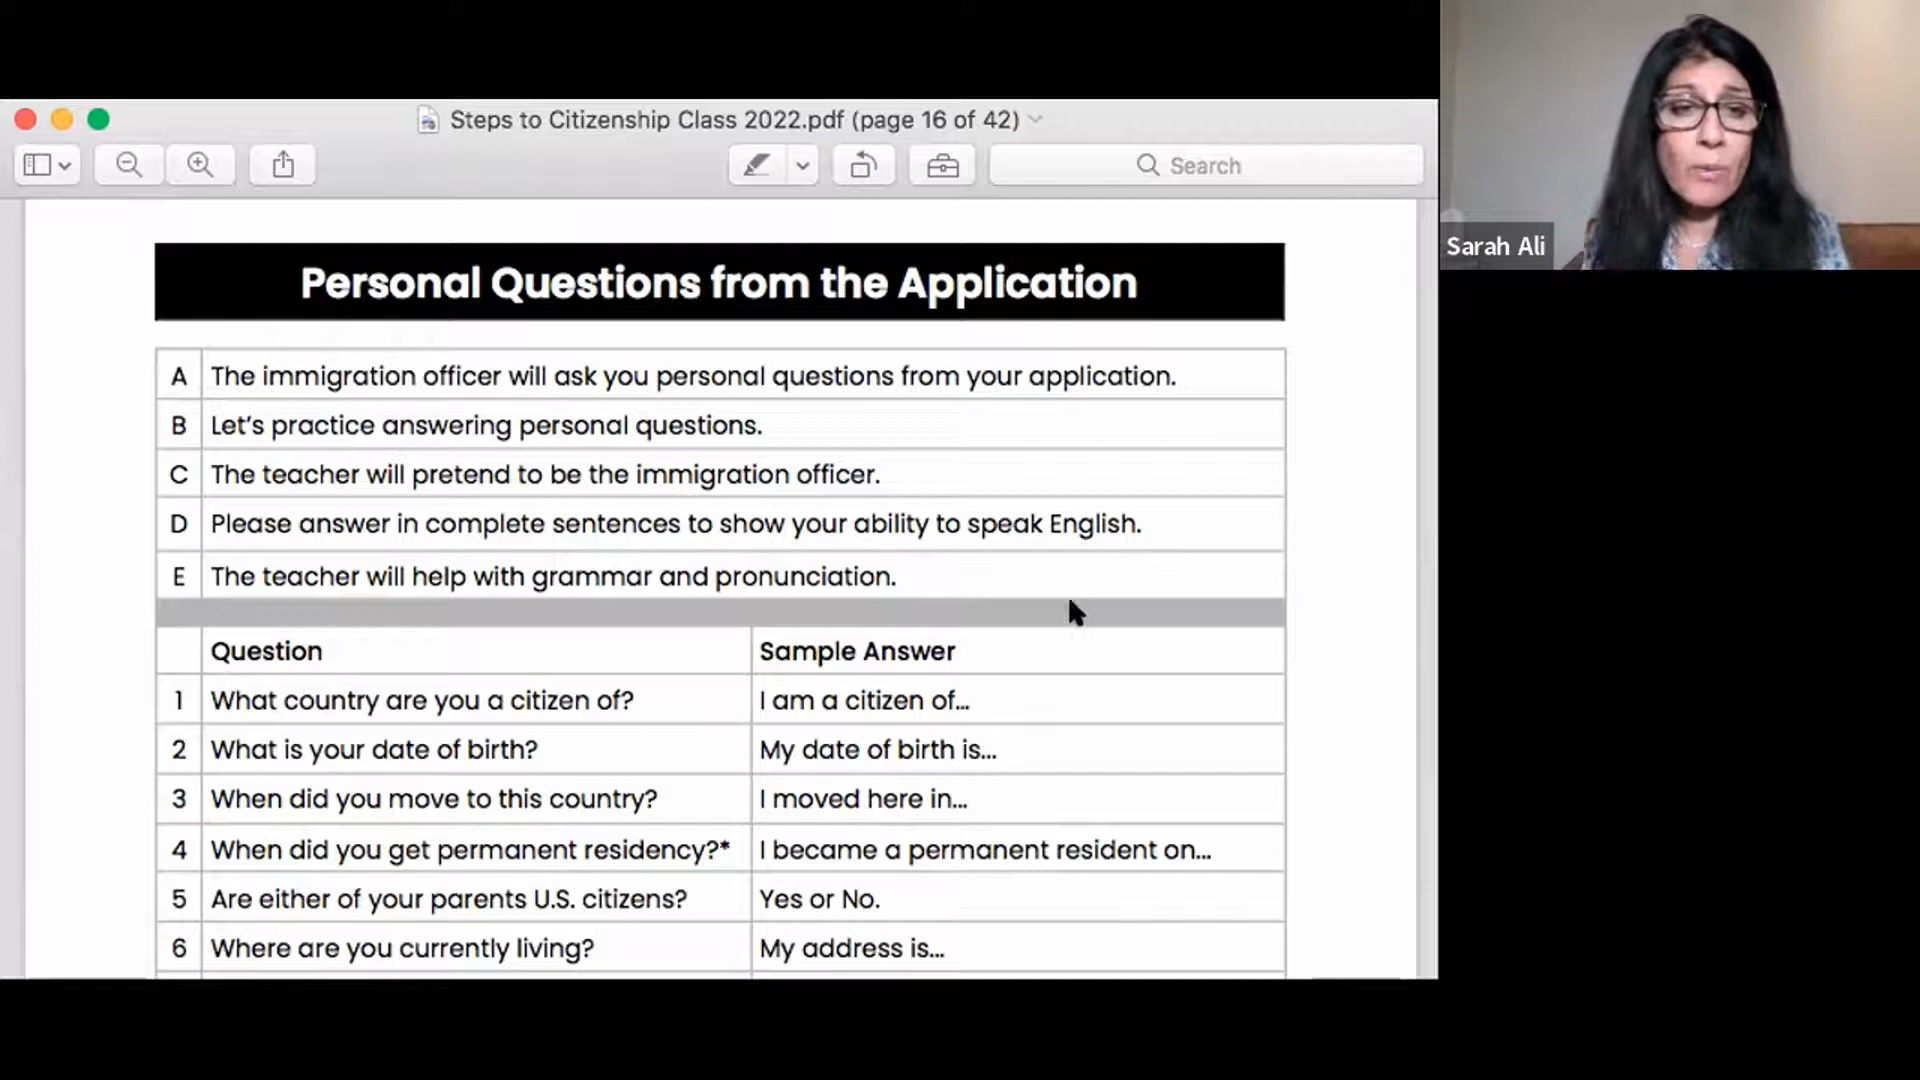 Steps to Citizenship Class 2022.pdf (page 16 of 42)
Search
Sarah Ali
Personal Questions from the Application
A The immigration officer will ask you personal questions from your application.
B Let's practice answering personal questions.
C The teacher will pretend to be the immigration officer.
D Please answer in complete sentences to show your ability to speak English.
E The teacher will help with grammar and pronunciation.
Question Sample Answer
1 What country are you a citizen of? I am a citizen of...
2 What is your date of birth? My date of birth is...
3 When did you move to this country? I moved here in...
4 When did you get permanent residency?* I became a permanent resident on...
5 Are either of your parents U.S. citizens? Yes or No.
6 Where are you currently living? My address is...